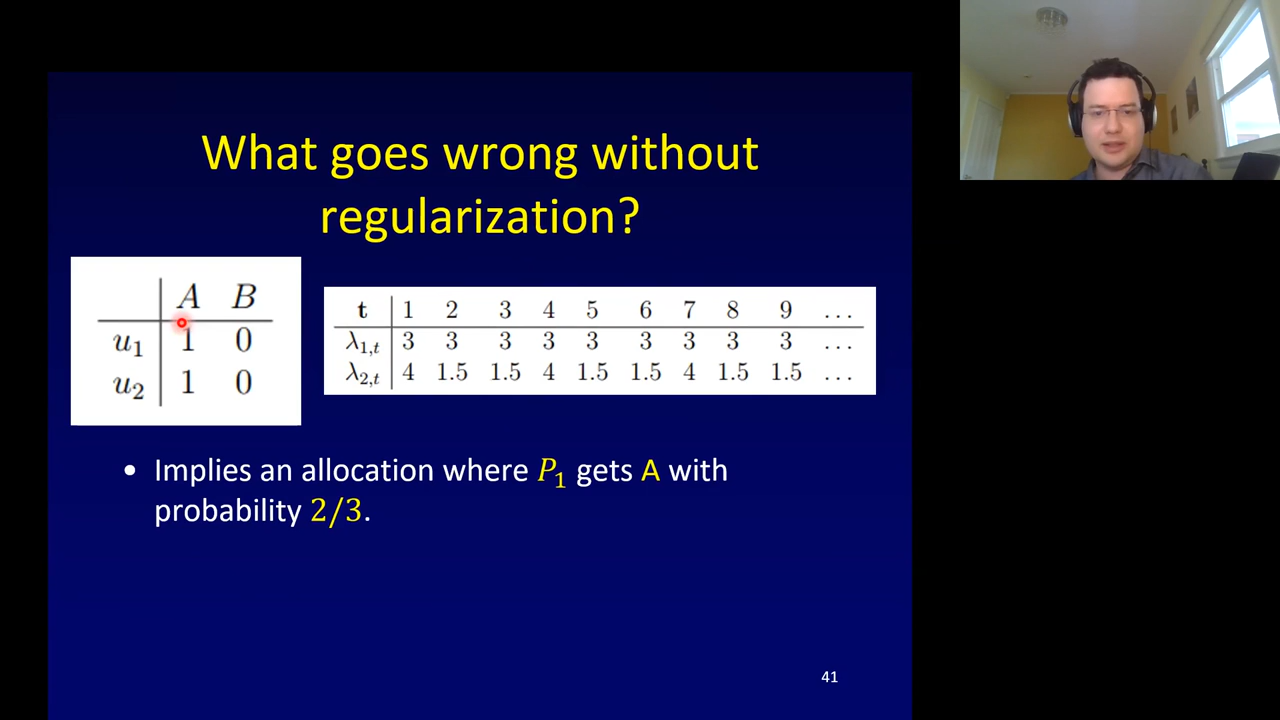 What goes wrong without
regularization?
A B
u₁ 1 0
u₂ 1 0
t 1 2 3 4 5 6 7 8 9 ...
λ₁,t 3 3 3 3 3 3 3 3 3 ...
λ₂,t 4 1.5 1.5 4 1.5 1.5 4 1.5 1.5 ...
• Implies an allocation where P₁ gets A with
probability 2/3.
41